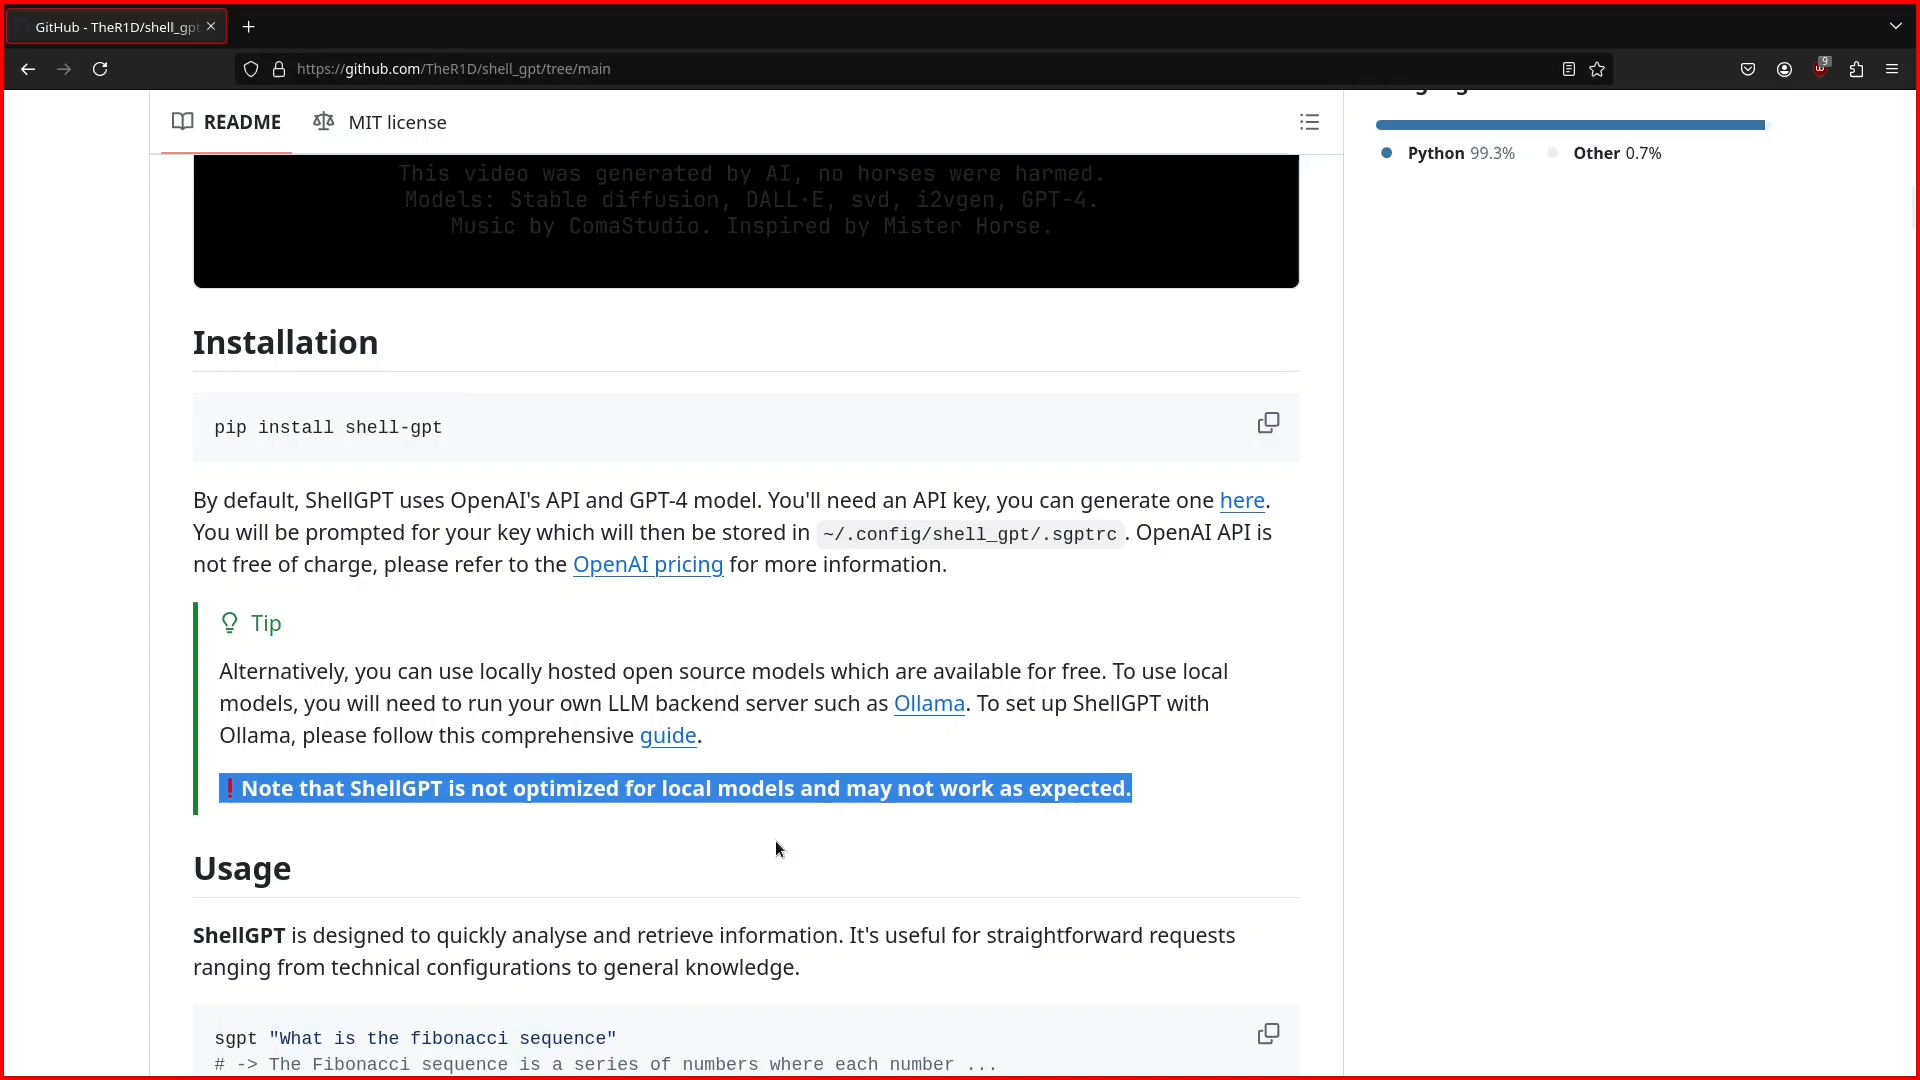 GitHub - TheR1D/shell_gpt
https://github.com/TheR1D/shell_gpt/tree/main
9
README
MIT license
Python 99.3%
Other 0.7%
This video was generated by AI, no horses were harmed.
Models: Stable diffusion, DALL·E, svd, i2vgen, GPT-4.
Music by ComaStudio. Inspired by Mister Horse.
Installation
pip install shell-gpt
By default, ShellGPT uses OpenAI's API and GPT-4 model. You'll need an API key, you can generate one here.
You will be prompted for your key which will then be stored in ~/.config/shell_gpt/.sgptrc. OpenAI API is
not free of charge, please refer to the OpenAI pricing for more information.
Tip
Alternatively, you can use locally hosted open source models which are available for free. To use local
models, you will need to run your own LLM backend server such as Ollama. To set up ShellGPT with
Ollama, please follow this comprehensive guide.
❗Note that ShellGPT is not optimized for local models and may not work as expected.
Usage
ShellGPT is designed to quickly analyse and retrieve information. It's useful for straightforward requests
ranging from technical configurations to general knowledge.
sgpt "What is the fibonacci sequence"
# -> The Fibonacci sequence is a series of numbers where each number ...